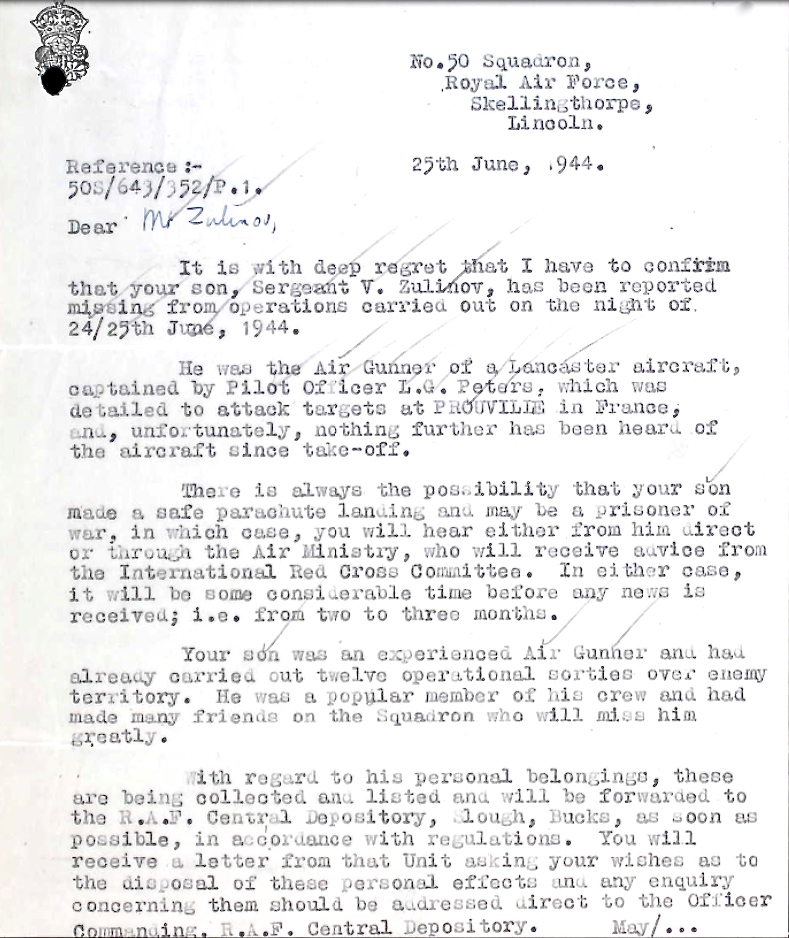 No.50 Squadron,
Royal Air Force,
Skellingthorpe,
Lincoln.
Reference :-
50S/643/352/P.1.
25th June, 1944.
Dear Mr Zulinov,
It is with deep regret that I have to confirm
that your son, Sergeant V. Zulinov, has been reported
missing from operations carried out on the night of
24/25th June, 1944.
He was the Air Gunner of a Lancaster aircraft,
captained by Pilot Officer L.G. Peters, which was
detailed to attack targets at PROUVILLE in France,
and, unfortunately, nothing further has been heard of
the aircraft since take-off.
There is always the possibility that your son
made a safe parachute landing and may be a prisoner of
war, in which case, you will hear either from him direct
or through the Air Ministry, who will receive advice from
the International Red Cross Committee. In either case,
it will be some considerable time before any news is
received; i.e. from two to three months.
Your son was an experienced Air Gunner and had
already carried out twelve operational sorties over enemy
territory. He was a popular member of his crew and had
made many friends on the Squadron who will miss him
greatly.
With regard to his personal belongings, these
are being collected and listed and will be forwarded to
the R.A.F. Central Depository, Slough, Bucks, as soon as
possible, in accordance with regulations. You will
receive a letter from that Unit asking your wishes as to
the disposal of these personal effects and any enquiry
concerning them should be addressed direct to the Officer
Commanding, R.A.F. Central Depository. May/...